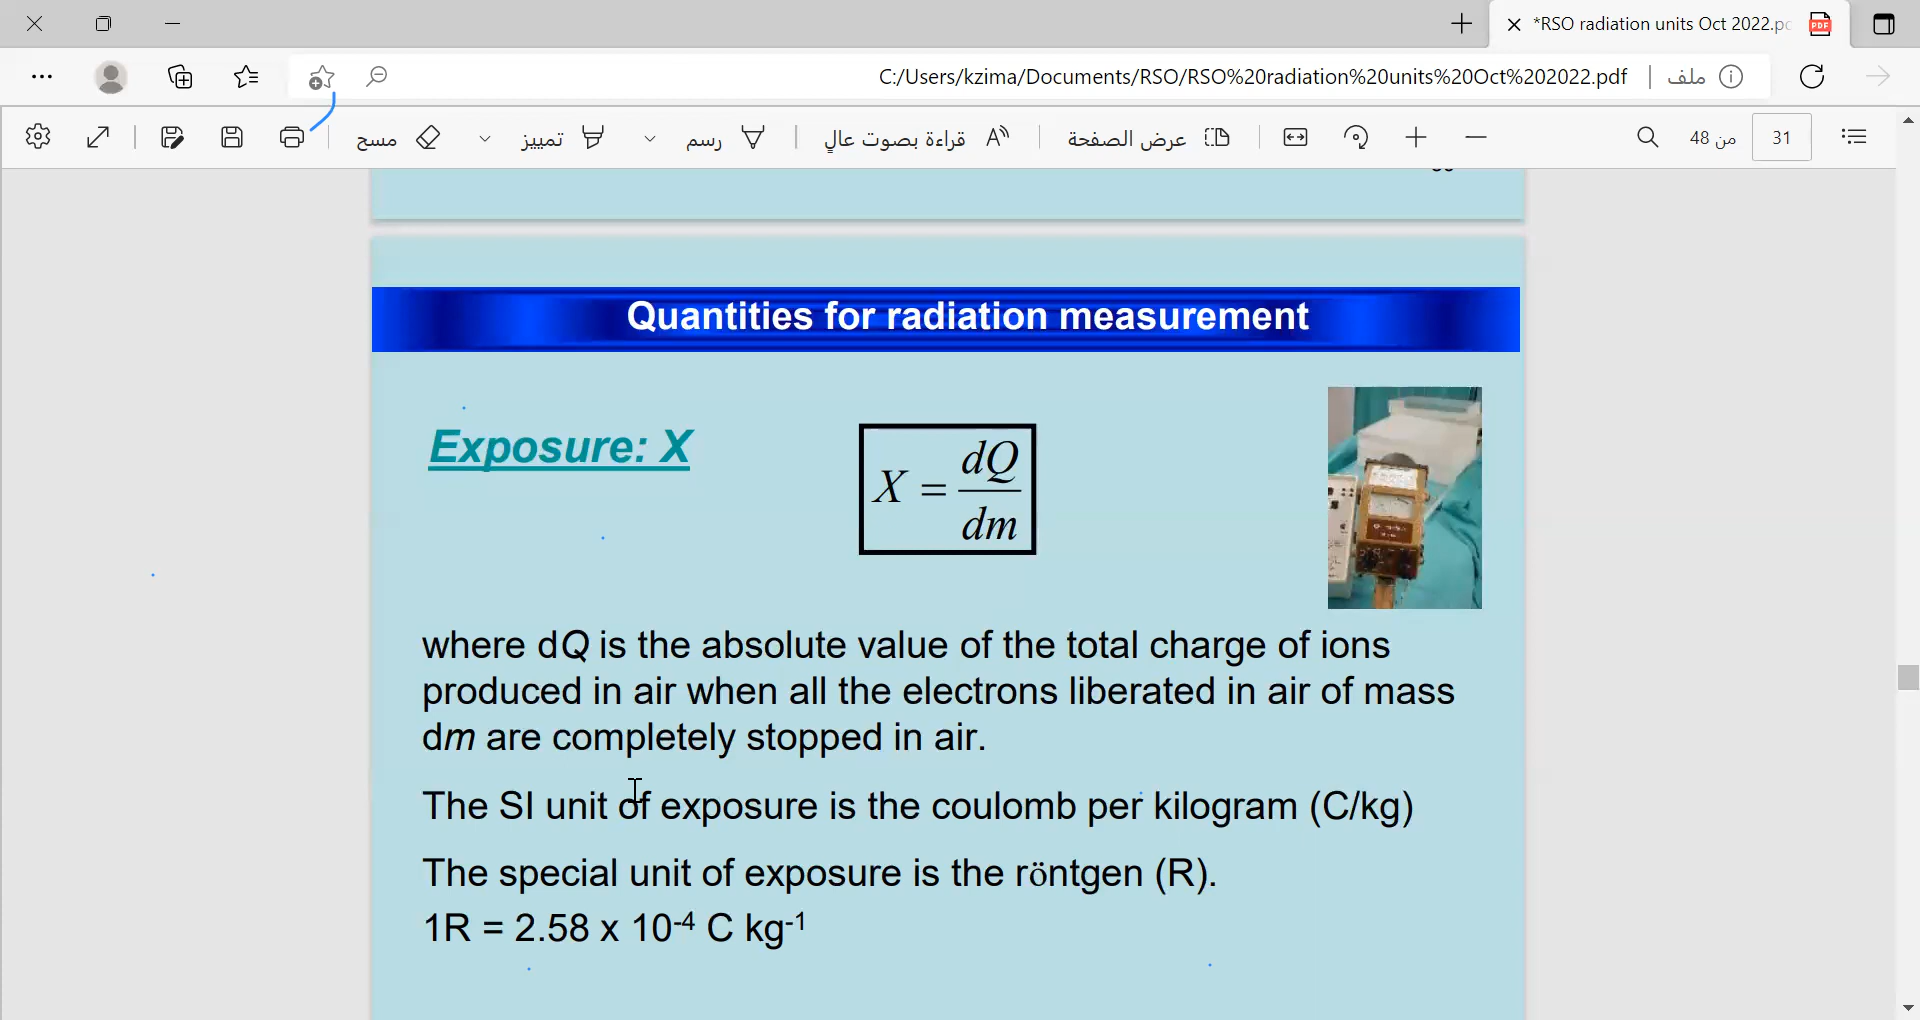 *RSO radiation units Oct 2022.pd
C:/Users/kzima/Documents/RSO/RSO%20radiation%20units%20Oct%202022.pdf | ملف
31 من 48
عرض الصفحة
قراءة بصوت عالٍ
رسم
تمييز
مسح
Quantities for radiation measurement
Exposure: X
X = dQ/dm
where dQ is the absolute value of the total charge of ions
produced in air when all the electrons liberated in air of mass
dm are completely stopped in air.
The SI unit of exposure is the coulomb per kilogram (C/kg)
The special unit of exposure is the röntgen (R).
1R = 2.58 x 10⁻⁴ C kg⁻¹